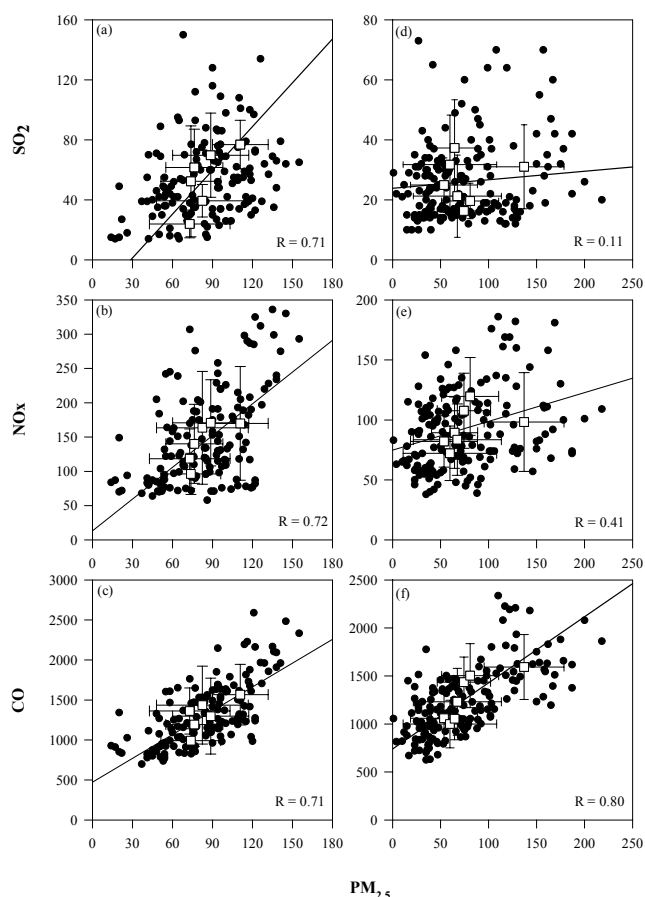 (a)
(d)
160
120
80
40
0
SO2
80
60
40
20
0
R = 0.71
R = 0.11
0 30 60 90 120 150 180
0 50 100 150 200 250
(b)
(e)
350
300
250
200
150
100
50
0
NOx
200
150
100
50
0
R = 0.72
R = 0.41
0 30 60 90 120 150 180
0 50 100 150 200 250
(c)
(f)
3000
2500
2000
1500
1000
500
0
CO
2500
2000
1500
1000
500
0
R = 0.71
R = 0.80
0 30 60 90 120 150 180
0 50 100 150 200 250
PM2.5